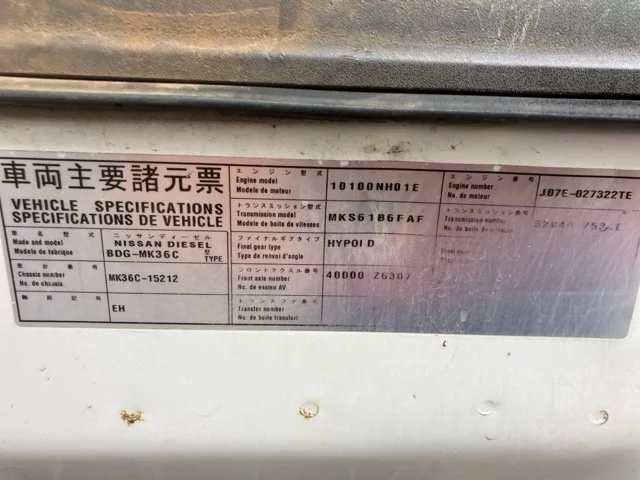 車両主要諸元票
VEHICLE SPECIFICATIONS
SPECIFICATIONS DE VEHICLE
車名型式
Made and model
Modele de fabrique
ニッサンディーゼル
NISSAN DIESEL
BDG-MK36C 型 TYPE
車台番号
Chassis number
No. de chassis
MK36C-15212
EH
エンジン型式
Engine model
Modele de moteur
10100NH01E
エンジン番号
Engine number
No. de moteur
J07E-027322TE
トランスミッション型式
Transmission model
Modele de boite de vitesses
MKS61B6FAF
トランスミッション番号
Transmission number
No. de boite de vitesses
ファイナルギアタイプ
Final gear type
Type de renvoi d'angle
HYPOID
フロントアクスル番号
Front axle number
No. de essieu AV.
40000 Z6307
トランスファ番号
Transfer number
No. de boite transfert